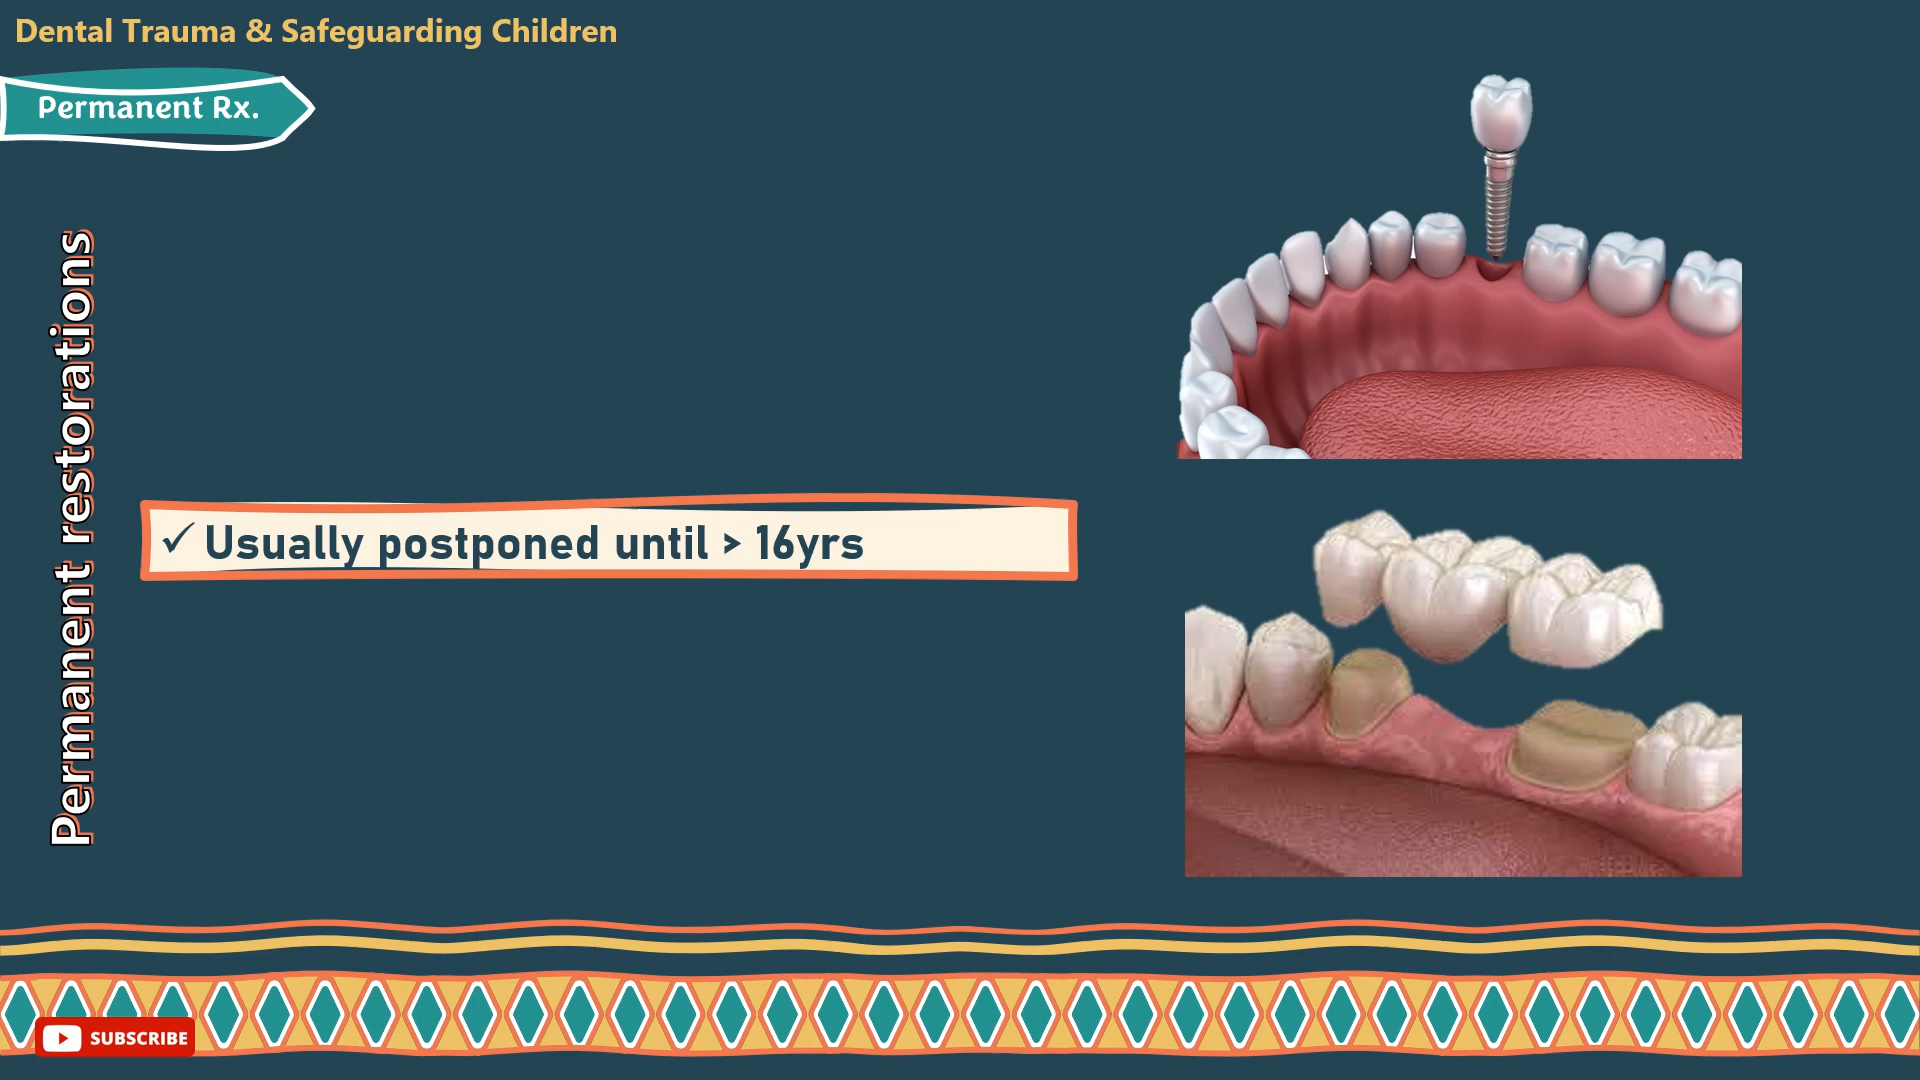 Dental Trauma & Safeguarding Children
Permanent Rx.
Permanent restorations
✓ Usually postponed until > 16yrs
SUBSCRIBE